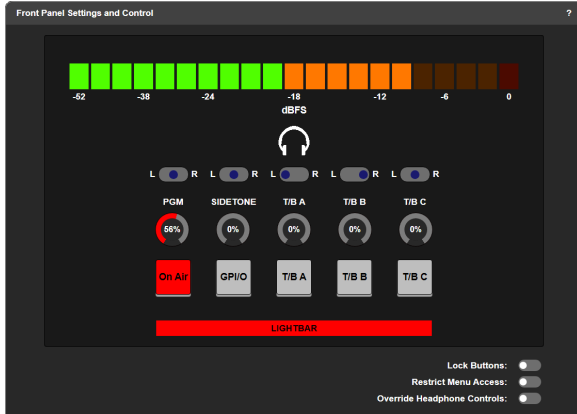 Front Panel Settings and Control ?
-52 -38 -24 -18 -12 -6 0
dBFS
L R L R L R L R L R
PGM SIDETONE T/B A T/B B T/B C
56% 0% 0% 0% 0%
On Air GPI/O T/B A T/B B T/B C
LIGHTBAR
Lock Buttons:
Restrict Menu Access:
Override Headphone Controls: